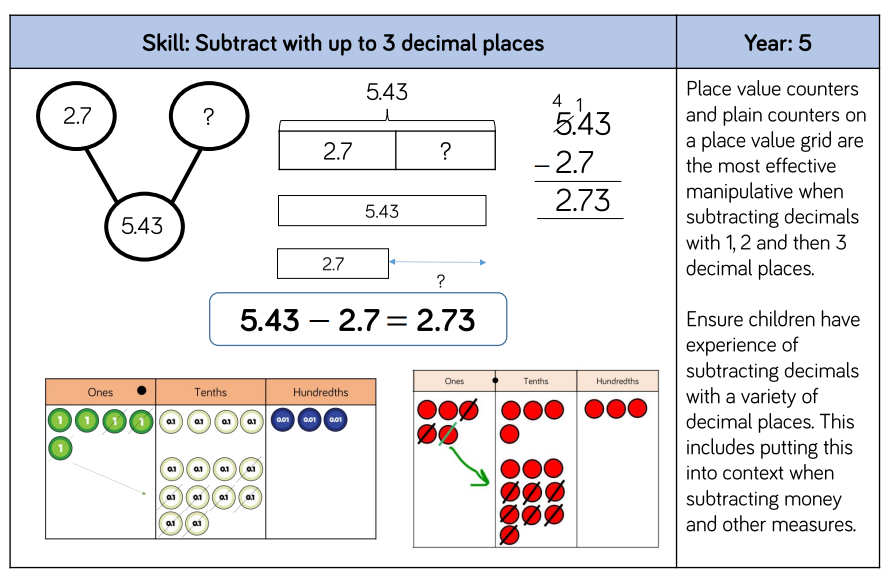 Skill: Subtract with up to 3 decimal places
Year: 5
2.7
?
5.43
5.43
2.7
?
5.43
2.7
?
4 1
5.43
– 2.7
2.73
5.43 – 2.7 = 2.73
Ones Tenths Hundredths
1 1 1 1 0.1 0.1 0.1 0.1 0.01 0.01 0.01
1
0.1 0.1 0.1 0.1
0.1 0.1 0.1 0.1
0.1 0.1
Ones Tenths Hundredths
Place value counters
and plain counters on
a place value grid are
the most effective
manipulative when
subtracting decimals
with 1, 2 and then 3
decimal places.
Ensure children have
experience of
subtracting decimals
with a variety of
decimal places. This
includes putting this
into context when
subtracting money
and other measures.